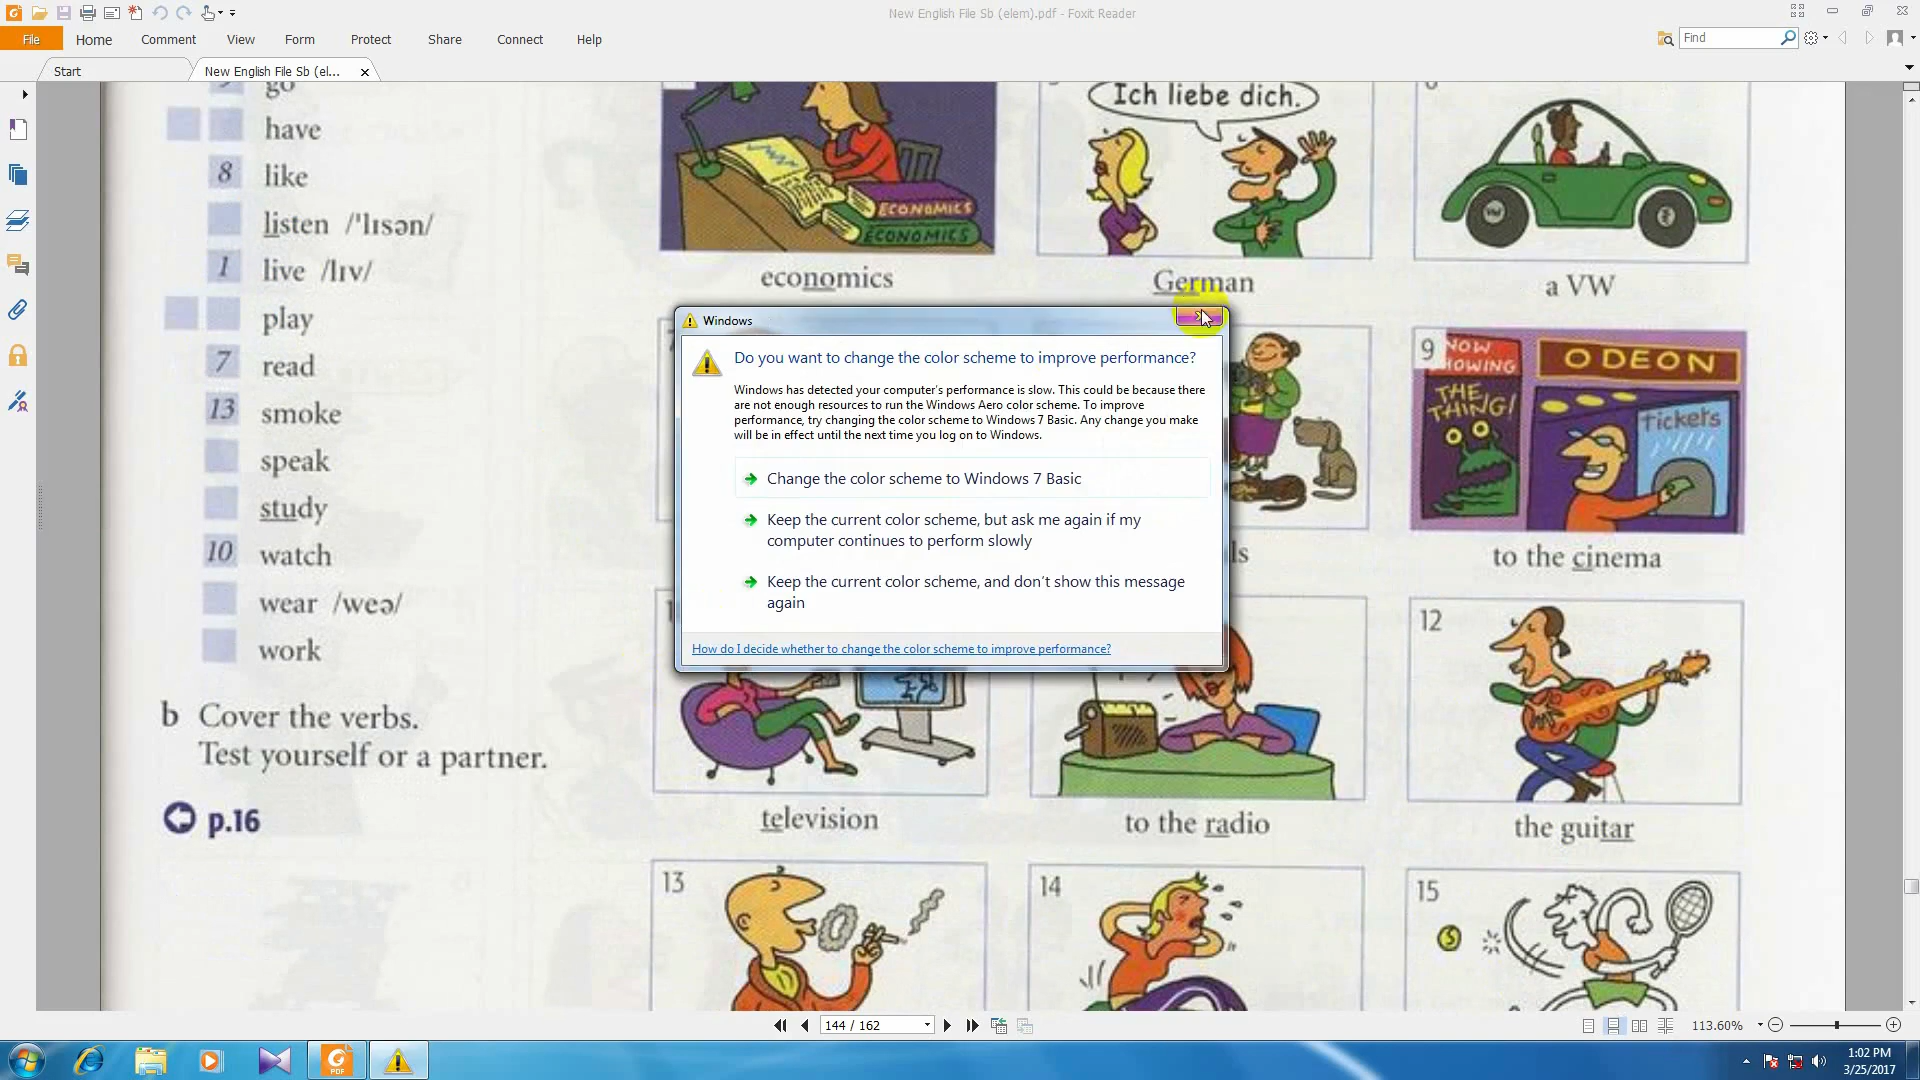 New English File Sb (elem).pdf - Foxit Reader
File
Home
Comment
View
Form
Protect
Share
Connect
Help
Find
Start
New English File Sb (el...
go
have
8 like
listen /ˈlɪsən/
1 live /lɪv/
play
7 read
13 smoke
speak
study
10 watch
wear /weə/
work
b Cover the verbs.
Test yourself or a partner.
p.16
ECONOMICS
ECONOMICS
economics
Ich liebe dich.
German
a VW
Windows
Do you want to change the color scheme to improve performance?
Windows has detected your computer's performance is slow. This could be because there
are not enough resources to run the Windows Aero color scheme. To improve
performance, try changing the color scheme to Windows 7 Basic. Any change you make
will be in effect until the next time you log on to Windows.
Change the color scheme to Windows 7 Basic
Keep the current color scheme, but ask me again if my
computer continues to perform slowly
Keep the current color scheme, and don't show this message
again
How do I decide whether to change the color scheme to improve performance?
ls
9
NOW
SHOWING
THE
THING!
ODEON
Tickets
to the cinema
television
to the radio
12
the guitar
13
14
15
144 / 162
113.60%
PDF
1:02 PM
3/25/2017